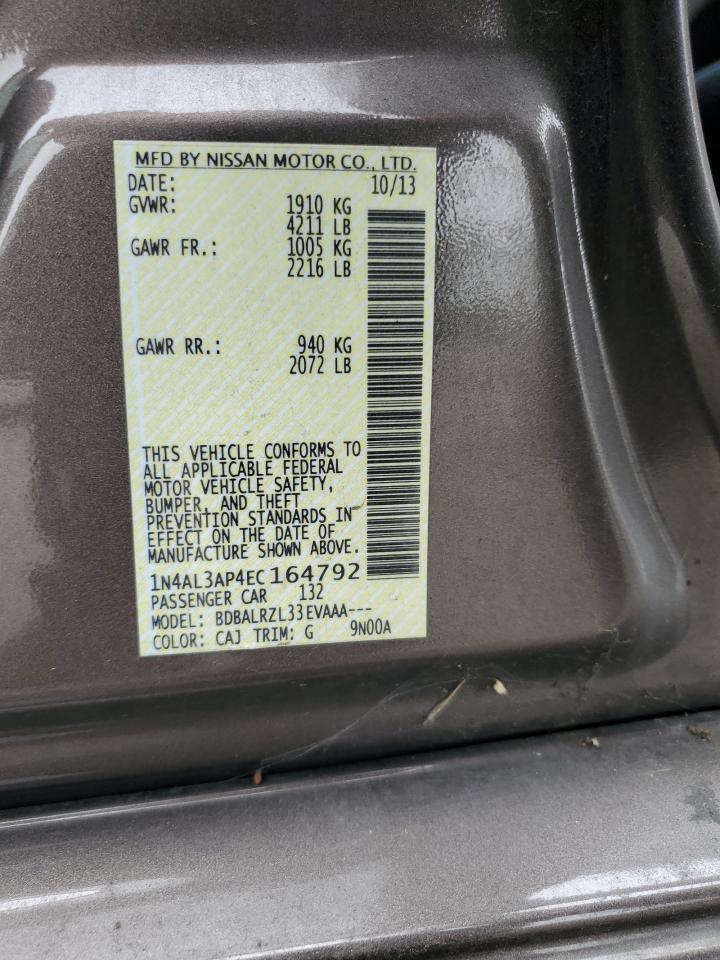 MFD BY NISSAN MOTOR CO., LTD.
DATE: 10/13
GVWR: 1910 KG
4211 LB
GAWR FR.: 1005 KG
2216 LB
GAWR RR.: 940 KG
2072 LB
THIS VEHICLE CONFORMS TO
ALL APPLICABLE FEDERAL
MOTOR VEHICLE SAFETY,
BUMPER, AND THEFT
PREVENTION STANDARDS IN
EFFECT ON THE DATE OF
MANUFACTURE SHOWN ABOVE.
1N4AL3AP4EC164792
PASSENGER CAR 132
MODEL: BDBALRZL33EVAAA---
COLOR: CAJ TRIM: G 9N00A